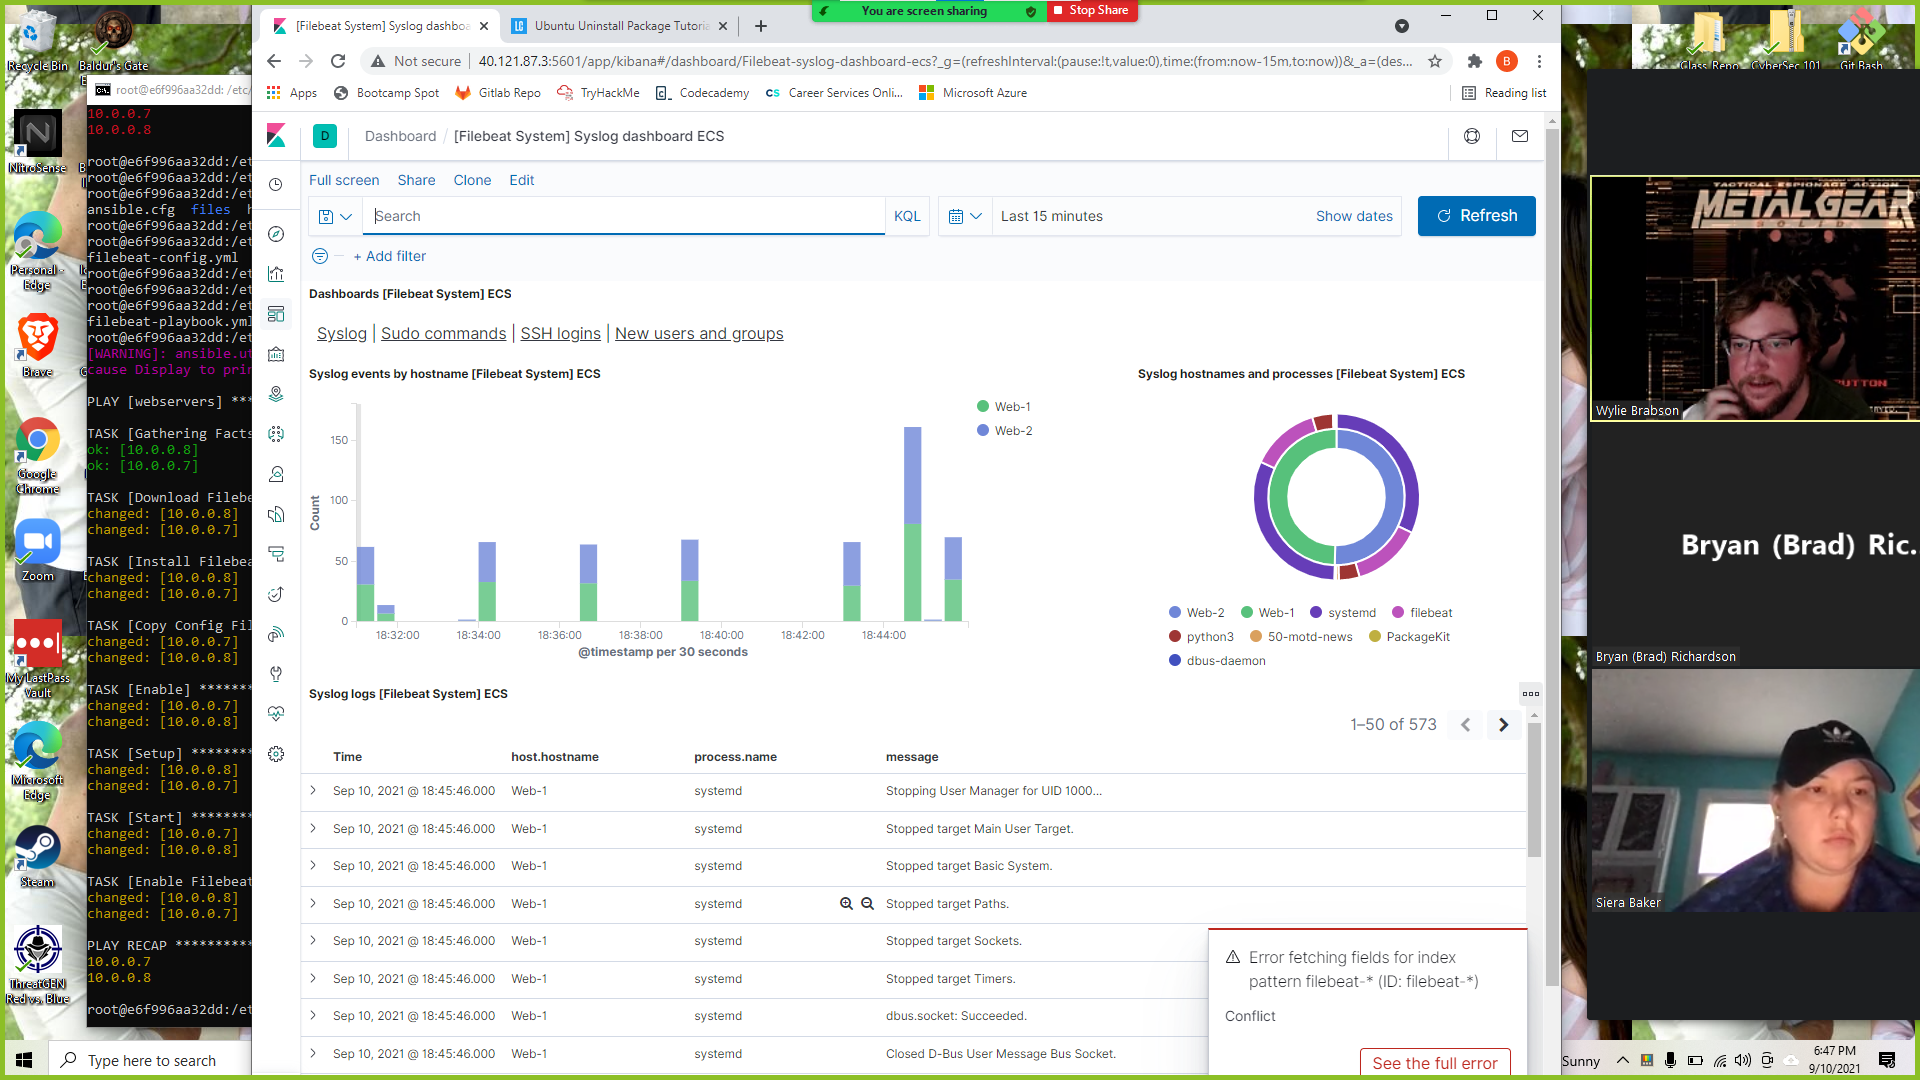 You are screen sharing
Stop Share
[Filebeat System] Syslog dashboa
Ubuntu Uninstall Package Tutoria
Not secure
40.121.87.3:5601/app/kibana#/dashboard/Filebeat-syslog-dashboard-ecs?_g=(refreshInterval:(pause:!t,value:0),time:(from:now-15m,to:now))&_a=(des...
B
Apps
Bootcamp Spot
Gitlab Repo
TryHackMe
Codecademy
Career Services Onli...
Microsoft Azure
Reading list
D
Dashboard / [Filebeat System] Syslog dashboard ECS
Full screen
Share
Clone
Edit
Search
KQL
Last 15 minutes
Show dates
Refresh
+ Add filter
Dashboards [Filebeat System] ECS
Syslog | Sudo commands | SSH logins | New users and groups
Syslog events by hostname [Filebeat System] ECS
Web-1
Web-2
Count
150
100
50
0
18:32:00
18:34:00
18:36:00
18:38:00
18:40:00
18:42:00
18:44:00
@timestamp per 30 seconds
Syslog hostnames and processes [Filebeat System] ECS
Web-2
Web-1
systemd
filebeat
python3
50-motd-news
PackageKit
dbus-daemon
Syslog logs [Filebeat System] ECS
1–50 of 573
Time host.hostname process.name message
Sep 10, 2021 @ 18:45:46.000 Web-1 systemd Stopping User Manager for UID 1000...
Sep 10, 2021 @ 18:45:46.000 Web-1 systemd Stopped target Main User Target.
Sep 10, 2021 @ 18:45:46.000 Web-1 systemd Stopped target Basic System.
Sep 10, 2021 @ 18:45:46.000 Web-1 systemd Stopped target Paths.
Sep 10, 2021 @ 18:45:46.000 Web-1 systemd Stopped target Sockets.
Sep 10, 2021 @ 18:45:46.000 Web-1 systemd Stopped target Timers.
Sep 10, 2021 @ 18:45:46.000 Web-1 systemd dbus.socket: Succeeded.
Sep 10, 2021 @ 18:45:46.000 Web-1 systemd Closed D-Bus User Message Bus Socket.
Error fetching fields for index
pattern filebeat-* (ID: filebeat-*)
Conflict
See the full error
Recycle Bin
Baldur's Gate
NitroSense
Personal -
Edge
Brave
Google
Chrome
Zoom
My LastPass
Vault
Microsoft
Edge
Steam
ThreatGEN
Red vs. Blue
root@e6f996aa32dd: /etc/
10.0.0.7
10.0.0.8
root@e6f996aa32dd:/et
root@e6f996aa32dd:/et
root@e6f996aa32dd:/et
ansible.cfg files h
root@e6f996aa32dd:/et
root@e6f996aa32dd:/et
filebeat-config.yml
root@e6f996aa32dd:/et
root@e6f996aa32dd:/et
root@e6f996aa32dd:/et
filebeat-playbook.yml
root@e6f996aa32dd:/et
[WARNING]: ansible.ut
cause Display to prin
PLAY [webservers] ***
TASK [Gathering Facts
ok: [10.0.0.8]
ok: [10.0.0.7]
TASK [Download Filebe
changed: [10.0.0.8]
changed: [10.0.0.7]
TASK [Install Filebea
changed: [10.0.0.8]
changed: [10.0.0.7]
TASK [Copy Config Fil
changed: [10.0.0.7]
changed: [10.0.0.8]
TASK [Enable] *******
changed: [10.0.0.7]
changed: [10.0.0.8]
TASK [Setup] ********
changed: [10.0.0.8]
changed: [10.0.0.7]
TASK [Start] ********
changed: [10.0.0.7]
changed: [10.0.0.8]
TASK [Enable Filebeat
changed: [10.0.0.8]
changed: [10.0.0.7]
PLAY RECAP **********
10.0.0.7
10.0.0.8
root@e6f996aa32dd:/et
Class Repo
CyberSec 101
Git Bash
TACTICAL ESPIONAGE ACTION
METAL GEAR
SOLID
BUTTON
Wylie Brabson
Bryan (Brad) Ric...
Bryan (Brad) Richardson
Siera Baker
Type here to search
Sunny
6:47 PM
9/10/2021